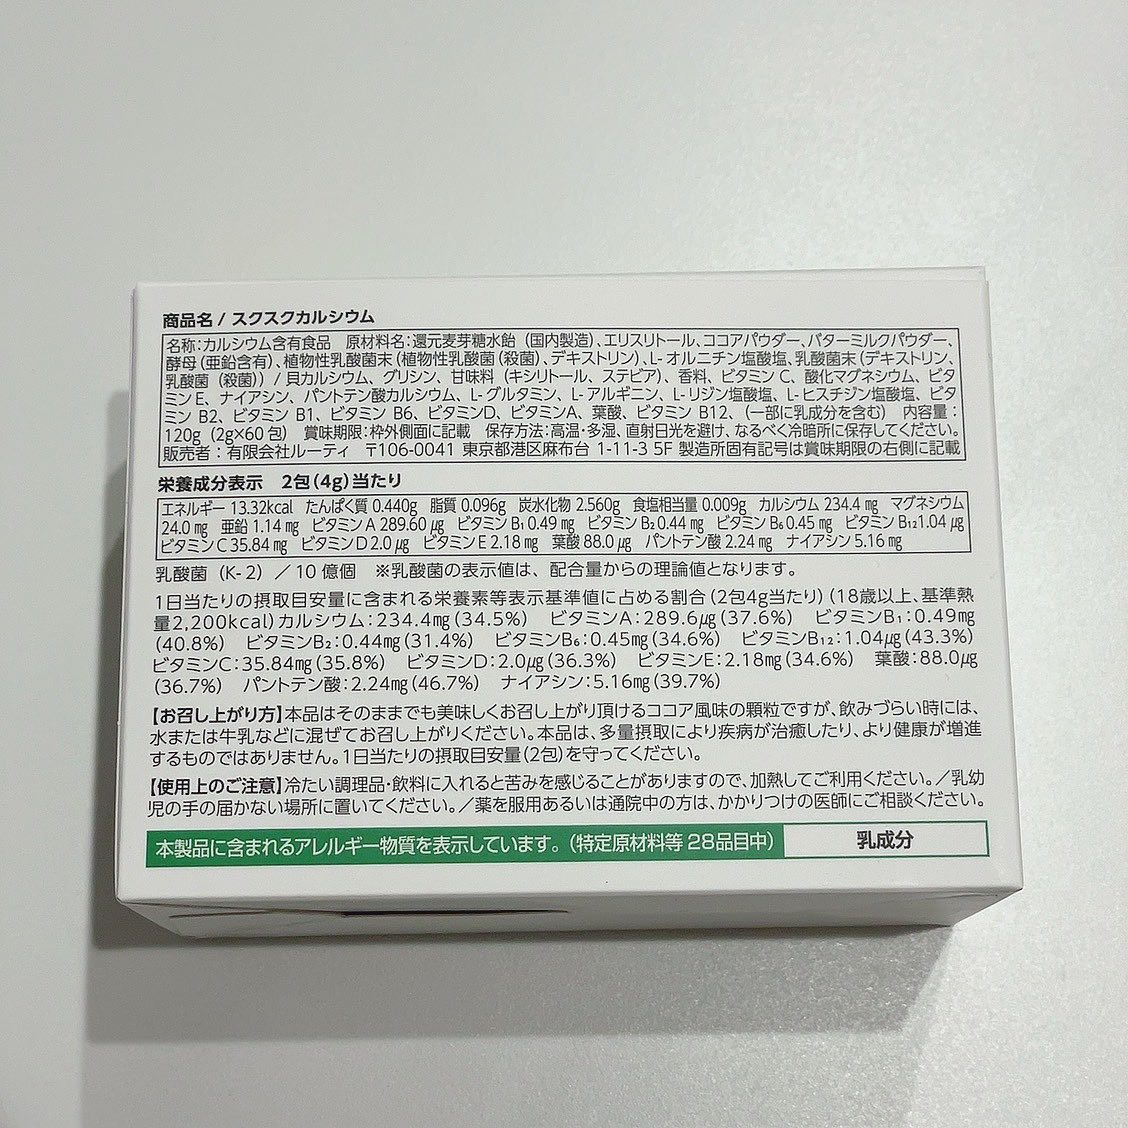 商品名 / スクスクカルシウム
名称:カルシウム含有食品　原材料名:還元麦芽糖水飴（国内製造）、エリスリトール、ココアパウダー、バターミルクパウダー、
酵母（亜鉛含有）、植物性乳酸菌末（植物性乳酸菌（殺菌）、デキストリン）、L-オルニチン塩酸塩、乳酸菌末（デキストリン、
乳酸菌（殺菌））/ 貝カルシウム、グリシン、甘味料（キシリトール、ステビア）、香料、ビタミン C、酸化マグネシウム、ビタ
ミン E、ナイアシン、パントテン酸カルシウム、L-グルタミン、L-アルギニン、L-リジン塩酸塩、L-ヒスチジン塩酸塩、ビタ
ミン B2、ビタミン B1、ビタミン B6、ビタミンD、ビタミンA、葉酸、ビタミン B12、（一部に乳成分を含む）　内容量：
120g（2g×60 包）　賞味期限：枠外側面に記載　保存方法：高温・多湿、直射日光を避け、なるべく冷暗所に保存してください。
販売者：有限会社ルーティ　〒106-0041 東京都港区麻布台 1-11-3 5F 製造所固有記号は賞味期限の右側に記載
栄養成分表示　2包（4g）当たり
エネルギー 13.32kcal　たんぱく質 0.440g　脂質 0.096g　炭水化物 2.560g　食塩相当量 0.009g　カルシウム 234.4 mg　マグネシウム
24.0 mg　亜鉛 1.14 mg　ビタミン A 289.60 μg　ビタミン B1 0.49 mg　ビタミン B2 0.44 mg　ビタミン B6 0.45 mg　ビタミン B12 1.04 μg
ビタミン C 35.84 mg　ビタミン D 2.0 μg　ビタミン E 2.18 mg　葉酸 88.0 μg　パントテン酸 2.24 mg　ナイアシン 5.16 mg
乳酸菌（K-2）／10 億個　※乳酸菌の表示値は、配合量からの理論値となります。
1日当たりの摂取目安量に含まれる栄養素等表示基準値に占める割合（2包4g当たり）（18歳以上、基準熱
量2,200kcal）カルシウム：234.4mg（34.5%）　ビタミンA：289.6μg（37.6%）　ビタミンB1：0.49mg
（40.8%）　ビタミンB2：0.44mg（31.4%）　ビタミンB6：0.45mg（34.6%）　ビタミンB12：1.04μg（43.3%）
ビタミンC：35.84mg（35.8%）　ビタミンD：2.0μg（36.3%）　ビタミンE：2.18mg（34.6%）　葉酸：88.0μg
（36.7%）　パントテン酸：2.24mg（46.7%）　ナイアシン：5.16mg（39.7%）
【お召し上がり方】本品はそのままでも美味しくお召し上がり頂けるココア風味の顆粒ですが、飲みづらい時には、
水または牛乳などに混ぜてお召し上がりください。本品は、多量摂取により疾病が治癒したり、より健康が増進
するものではありません。1日当たりの摂取目安量（2包）を守ってください。
【使用上のご注意】冷たい調理品・飲料に入れると苦みを感じることがありますので、加熱してご利用ください。／乳幼
児の手の届かない場所に置いてください。／薬を服用あるいは通院中の方は、かかりつけの医師にご相談ください。
本製品に含まれるアレルギー物質を表示しています。（特定原材料等 28品目中）　乳成分